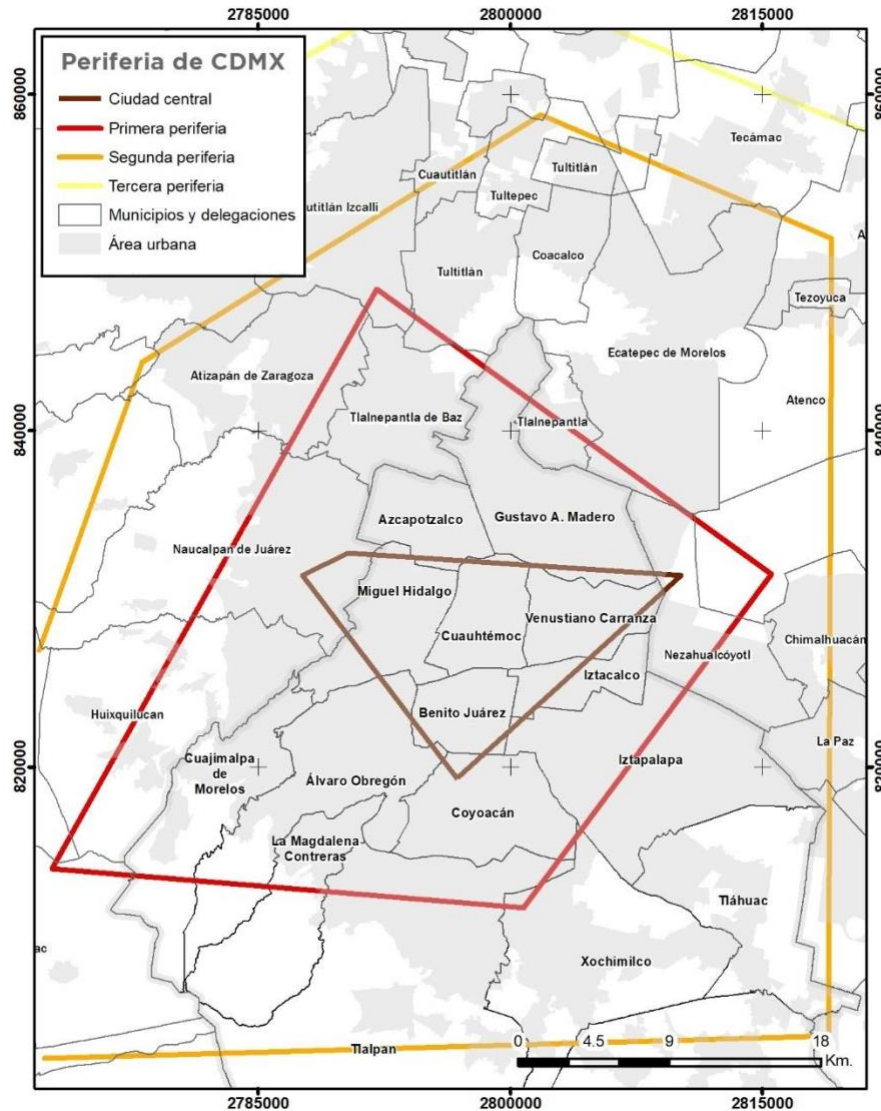 2785000
2800000
2815000
860000
860000
Periferia de CDMX
Ciudad central
Primera periferia
Segunda periferia
Tercera periferia
Municipios y delegaciones
Área urbana
Tecámac
Cuautitlán
Tultitlán
Tultepec
utitlán Izcalli
A
Coacalco
Tultitlán
Tezoyuca
Ecatepec de Morelos
Atizapán de Zaragoza
Atenco
840000
840000
Tlalnepantla de Baz
Tlalnepantla
Azcapotzalco
Gustavo A. Madero
Naucalpan de Juárez
Miguel Hidalgo
Venustiano Carranza
Cuauhtémoc
Chimalhuacán
Nezahualcóyotl
Iztacalco
Huixquilucan
Benito Juárez
La Paz
820000
820000
Cuajimalpa
de
Morelos
Iztapalapa
Álvaro Obregón
Coyoacán
La Magdalena
Contreras
Tláhuac
ac
Xochimilco
Tlalpan
0
4.5
9
18
Km.
2785000
2800000
2815000